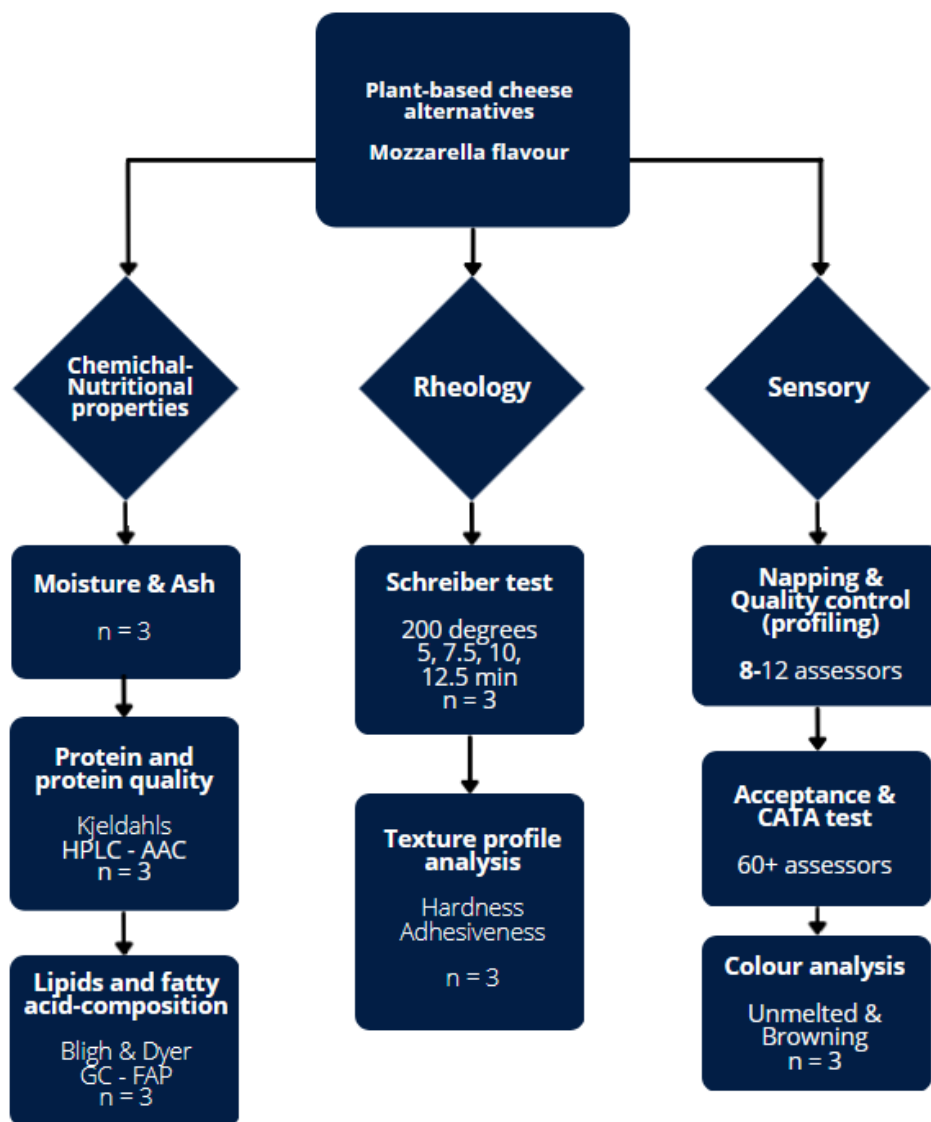 Plant-based cheese
alternatives
Mozzarella flavour
Chemichal-
Nutritional
properties
Rheology
Sensory
Moisture & Ash
n = 3
Protein and
protein quality
Kjeldahls
HPLC - AAC
n = 3
Lipids and fatty
acid-composition
Bligh & Dyer
GC - FAP
n = 3
Schreiber test
200 degrees
5, 7.5, 10,
12.5 min
n = 3
Texture profile
analysis
Hardness
Adhesiveness
n = 3
Napping &
Quality control
(profiling)
8-12 assessors
Acceptance &
CATA test
60+ assessors
Colour analysis
Unmelted &
Browning
n = 3